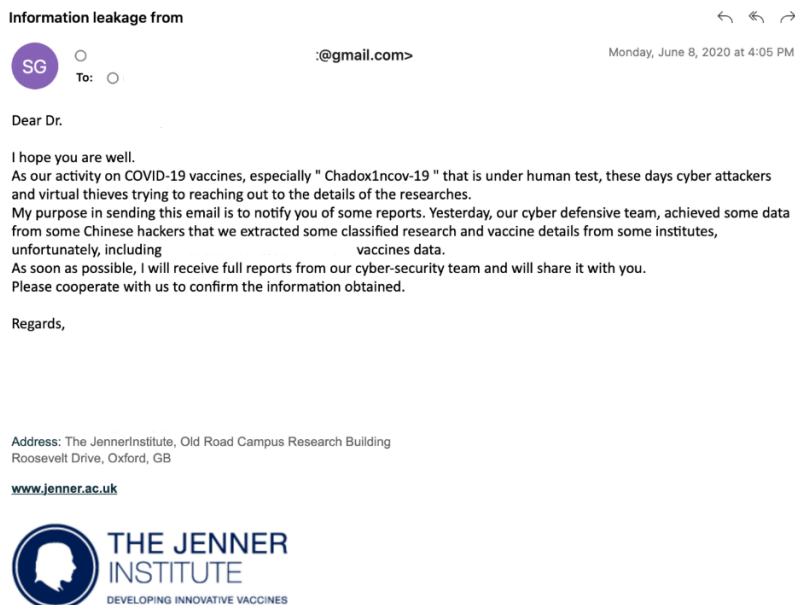 Information leakage from
SG
:@gmail.com>
Monday, June 8, 2020 at 4:05 PM
To:
Dear Dr.
I hope you are well.
As our activity on COVID-19 vaccines, especially " Chadox1ncov-19 " that is under human test, these days cyber attackers
and virtual thieves trying to reaching out to the details of the researches.
My purpose in sending this email is to notify you of some reports. Yesterday, our cyber defensive team, achieved some data
from some Chinese hackers that we extracted some classified research and vaccine details from some institutes,
unfortunately, including vaccines data.
As soon as possible, I will receive full reports from our cyber-security team and will share it with you.
Please cooperate with us to confirm the information obtained.
Regards,
Address: The JennerInstitute, Old Road Campus Research Building
Roosevelt Drive, Oxford, GB
www.jenner.ac.uk
THE JENNER
INSTITUTE
DEVELOPING INNOVATIVE VACCINES